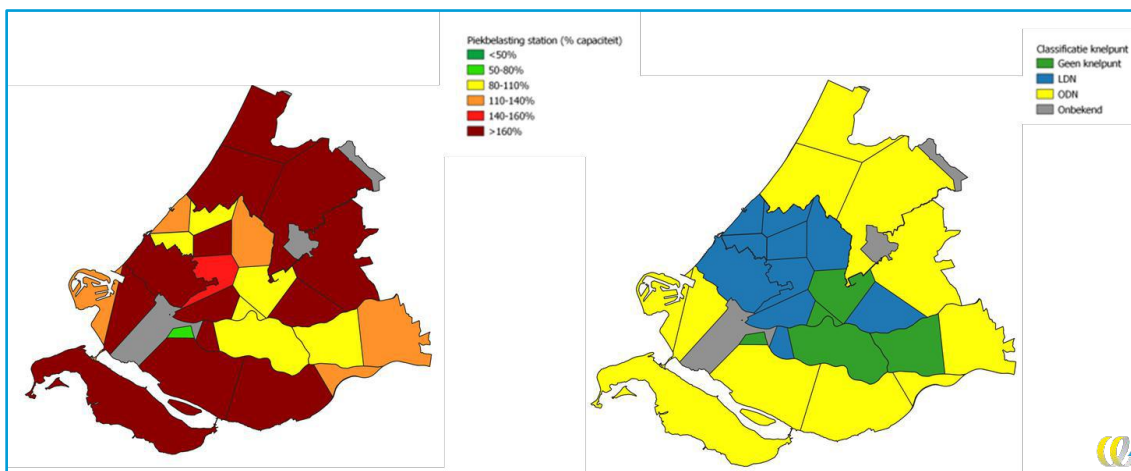 Piekbelasting station (% capaciteit)
<50%
50-80%
80-110%
110-140%
140-160%
>160%
Classificatie knelpunt
Geen knelpunt
LDN
ODN
Onbekend